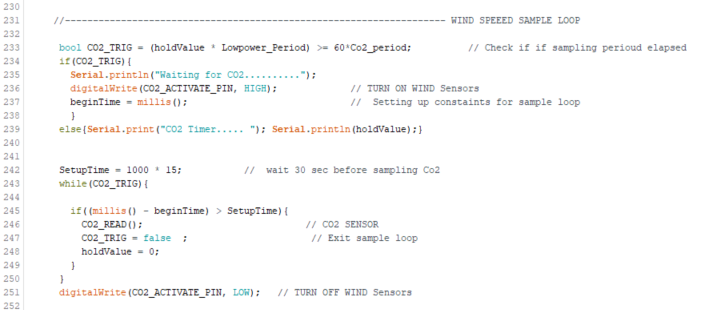 230
231 //---------------------------------------------------------------------- WIND SPEEED SAMPLE LOOP
232
233 bool CO2_TRIG = (holdValue * Lowpower_Period) >= 60*Co2_period; // Check if if sampling perioud elapsed
234 if(CO2_TRIG){
235 Serial.println("Waiting for CO2..........");
236 digitalWrite(CO2_ACTIVATE_PIN, HIGH); // TURN ON WIND Sensors
237 beginTime = millis(); // Setting up constaints for sample loop
238 }
239 else{Serial.print("CO2 Timer..... "); Serial.println(holdValue);}
240
241
242 SetupTime = 1000 * 15; // wait 30 sec before sampling Co2
243 while(CO2_TRIG){
244
245 if((millis() - beginTime) > SetupTime){
246 CO2_READ(); // CO2 SENSOR
247 CO2_TRIG = false ; // Exit sample loop
248 holdValue = 0;
249 }
250 }
251 digitalWrite(CO2_ACTIVATE_PIN, LOW); // TURN OFF WIND Sensors
252